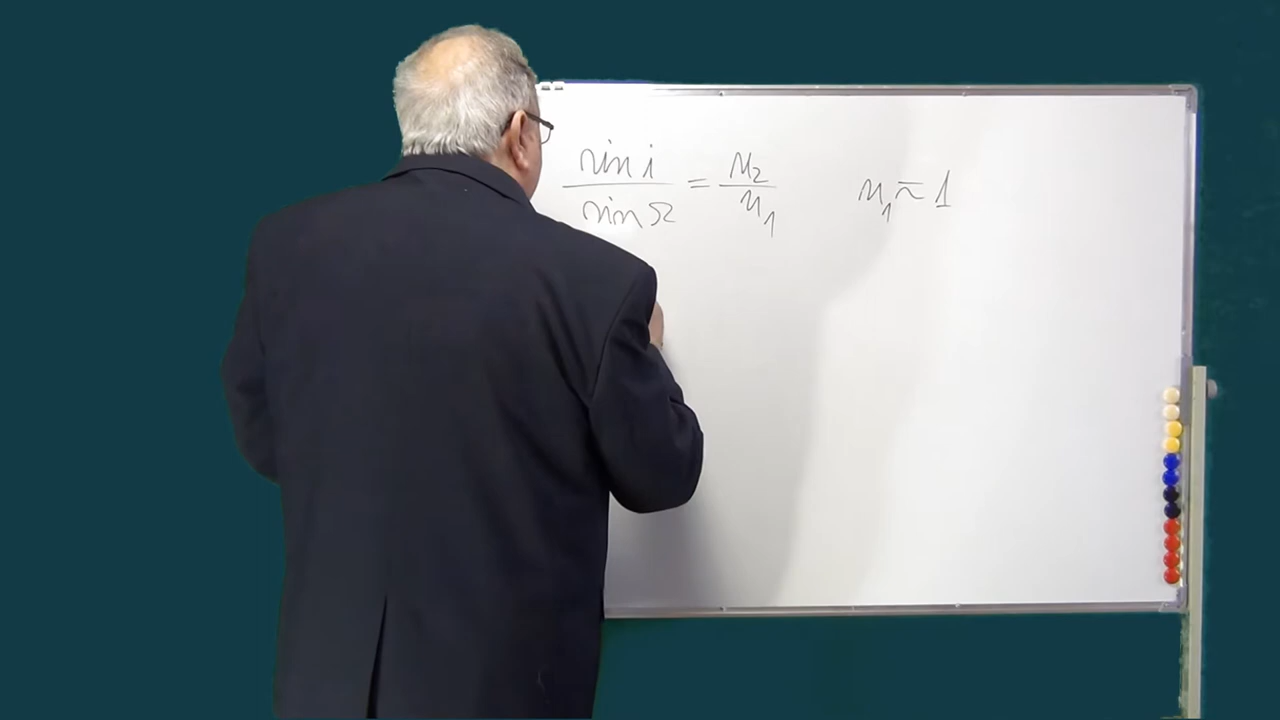 sin i / sin r = n₂ / n₁
n₁ ≈ 1